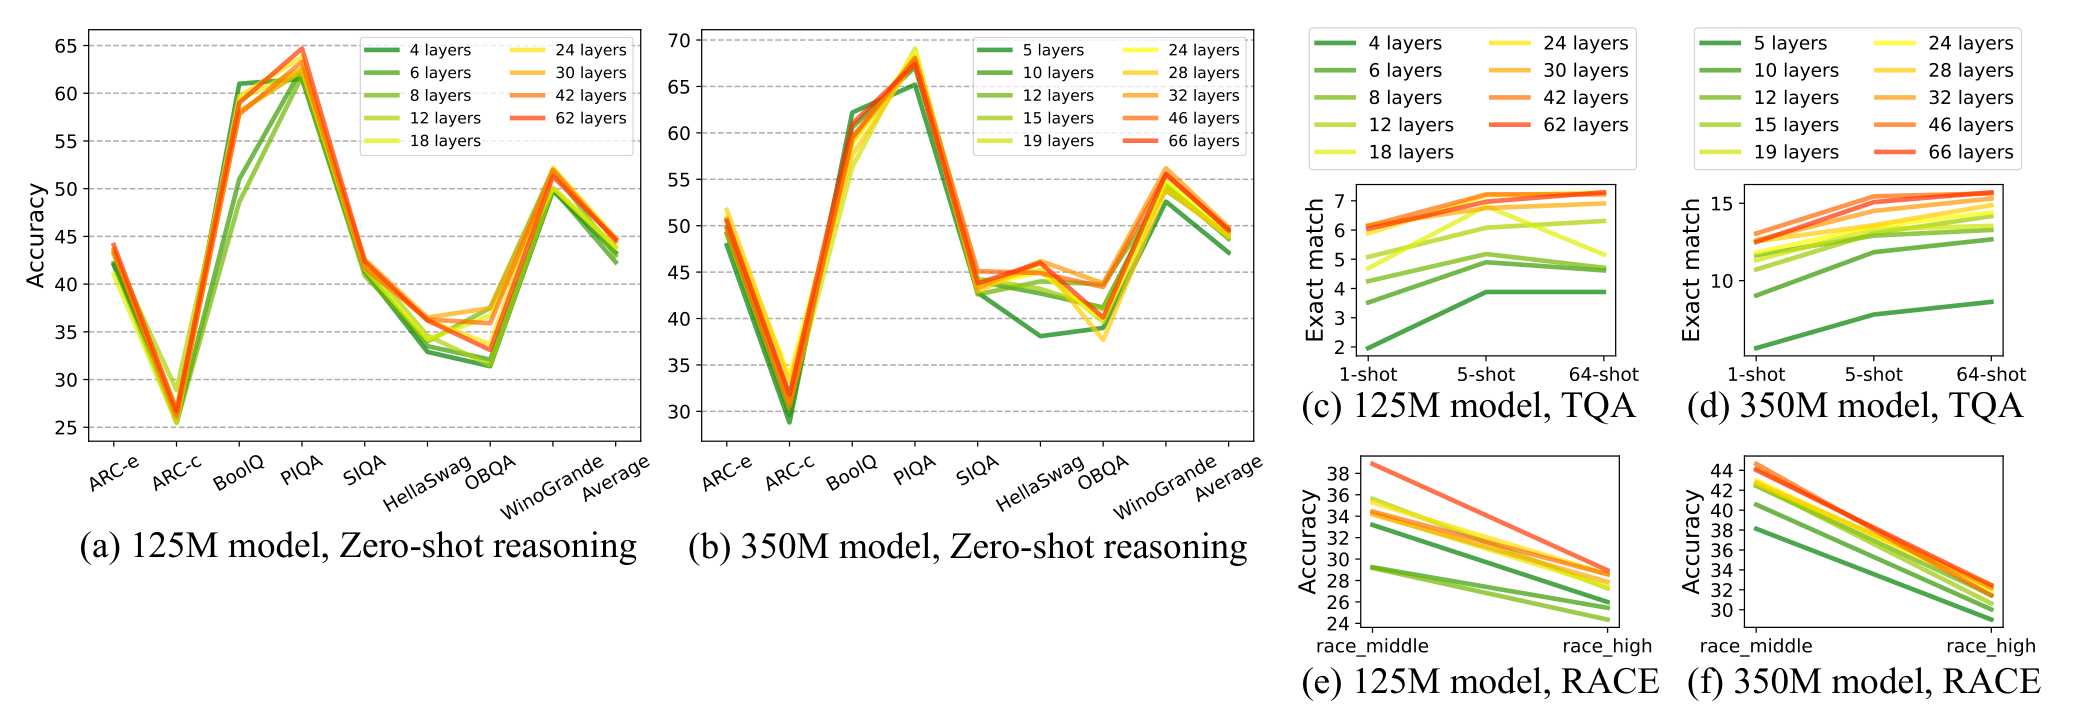 Accuracy
65
60
55
50
45
40
35
30
25
4 layers
6 layers
8 layers
12 layers
18 layers
24 layers
30 layers
42 layers
62 layers
ARC-e
ARC-c
BoolQ
PIQA
SIQA
HellaSwag
OBQA
WinoGrande
Average
(a) 125M model, Zero-shot reasoning
70
65
60
55
50
45
40
35
30
5 layers
10 layers
12 layers
15 layers
19 layers
24 layers
28 layers
32 layers
46 layers
66 layers
ARC-e
ARC-c
BoolQ
PIQA
SIQA
HellaSwag
OBQA
WinoGrande
Average
(b) 350M model, Zero-shot reasoning
4 layers
6 layers
8 layers
12 layers
18 layers
24 layers
30 layers
42 layers
62 layers
Exact match
7
6
5
4
3
2
1-shot
5-shot
64-shot
(c) 125M model, TQA
5 layers
10 layers
12 layers
15 layers
19 layers
24 layers
28 layers
32 layers
46 layers
66 layers
Exact match
15
10
1-shot
5-shot
64-shot
(d) 350M model, TQA
Accuracy
38
36
34
32
30
28
26
24
race_middle
race_high
(e) 125M model, RACE
Accuracy
44
42
40
38
36
34
32
30
race_middle
race_high
(f) 350M model, RACE